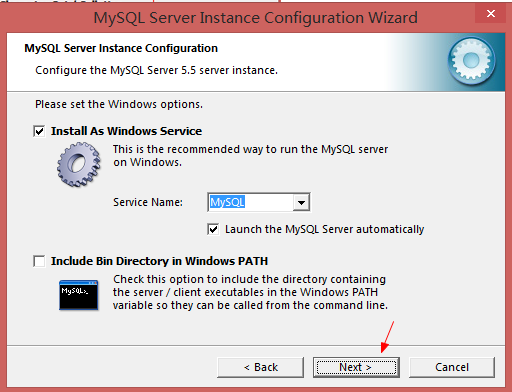 MySQL Server Instance Configuration Wizard
MySQL Server Instance Configuration
Configure the MySQL Server 5.5 server instance.
Please set the Windows options.
Install As Windows Service
This is the recommended way to run the MySQL server
on Windows.
Service Name:
MySQL
Launch the MySQL Server automatically
Include Bin Directory in Windows PATH
MySQL>_
Check this option to include the directory containing
the server / client executables in the Windows PATH
variable so they can be called from the command line.
< Back
Next >
Cancel